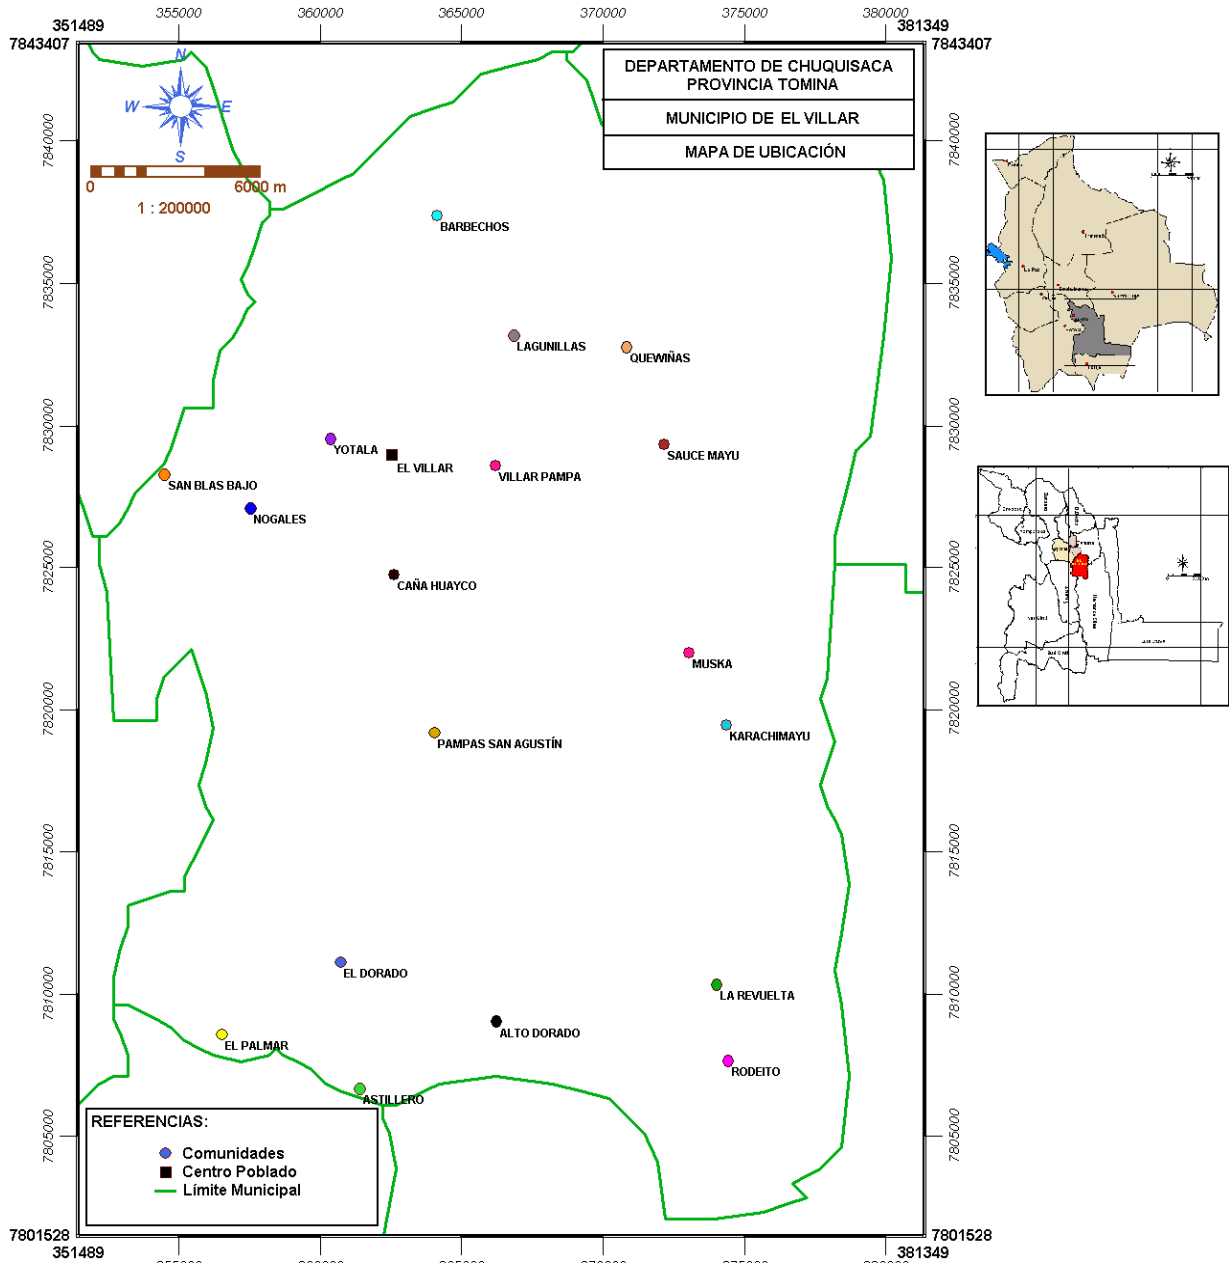 355000 360000 365000 370000 375000 380000
351489 381349
7843407 7843407
DEPARTAMENTO DE CHUQUISACA
PROVINCIA TOMINA
MUNICIPIO DE EL VILLAR
MAPA DE UBICACIÓN
N
W E
S
0 6000 m
1 : 200000
7840000 7840000
7835000 7835000
7830000 7830000
7825000 7825000
7820000 7820000
7815000 7815000
7810000 7810000
7805000 7805000
BARBECHOS
LAGUNILLAS
QUEWIÑAS
YOTALA
EL VILLAR
VILLAR PAMPA
SAUCE MAYU
SAN BLAS BAJO
NOGALES
CAÑA HUAYCO
MUSKA
KARACHIMAYU
PAMPAS SAN AGUSTÍN
EL DORADO
LA REVUELTA
ALTO DORADO
EL PALMAR
RODEITO
ASTILLERO
REFERENCIAS:
Comunidades
Centro Poblado
Límite Municipal
7801528 7801528
351489 381349